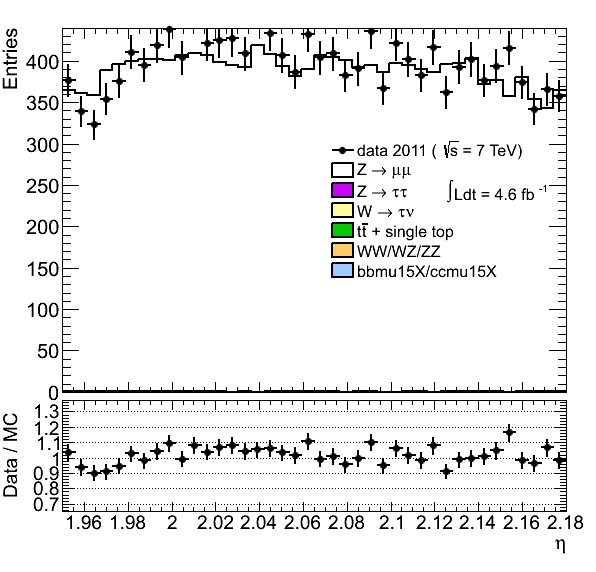 Entries
400
350
300
250
200
150
100
50
0
data 2011 ( √s = 7 TeV)
Z → μμ
Z → ττ
∫Ldt = 4.6 fb⁻¹
W → τν
tt̅ + single top
WW/WZ/ZZ
bbmu15X/ccmu15X
Data / MC
1.3
1.2
1.1
1
0.9
0.8
0.7
1.96 1.98 2 2.02 2.04 2.06 2.08 2.1 2.12 2.14 2.16 2.18
η